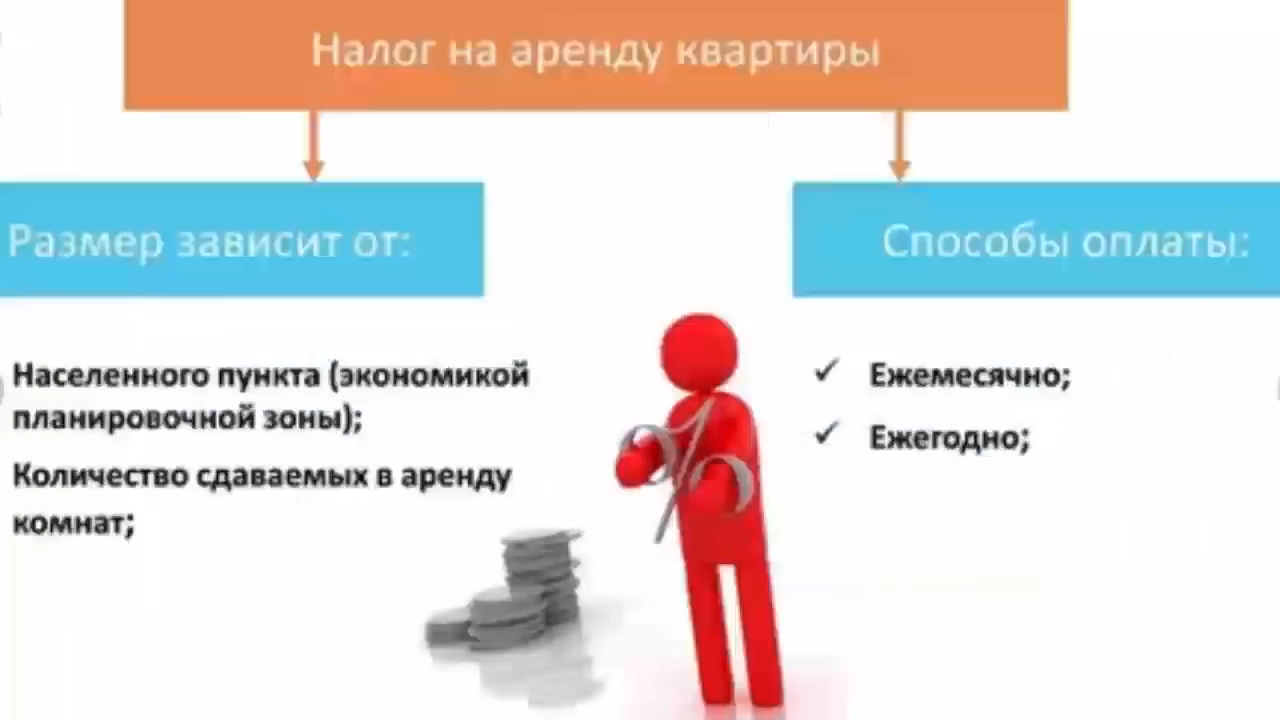 Налог на аренду квартиры
Размер зависит от:
Способы оплаты:
Населенного пункта (экономикой
планировочной зоны);
Количество сдаваемых в аренду
комнат;
✓ Ежемесячно;
✓ Ежегодно;
%